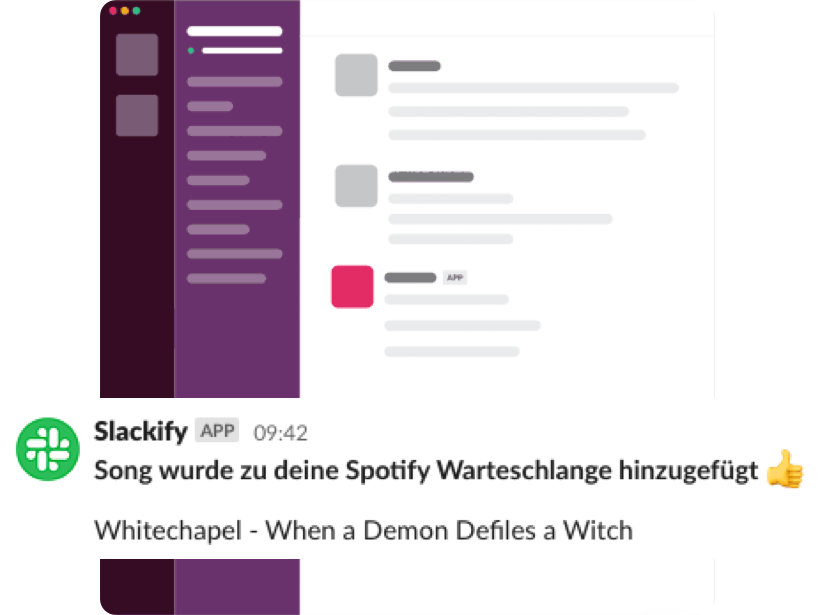 APP
Slackify APP 09:42
Song wurde zu deine Spotify Warteschlange hinzugefügt 👍
Whitechapel - When a Demon Defiles a Witch